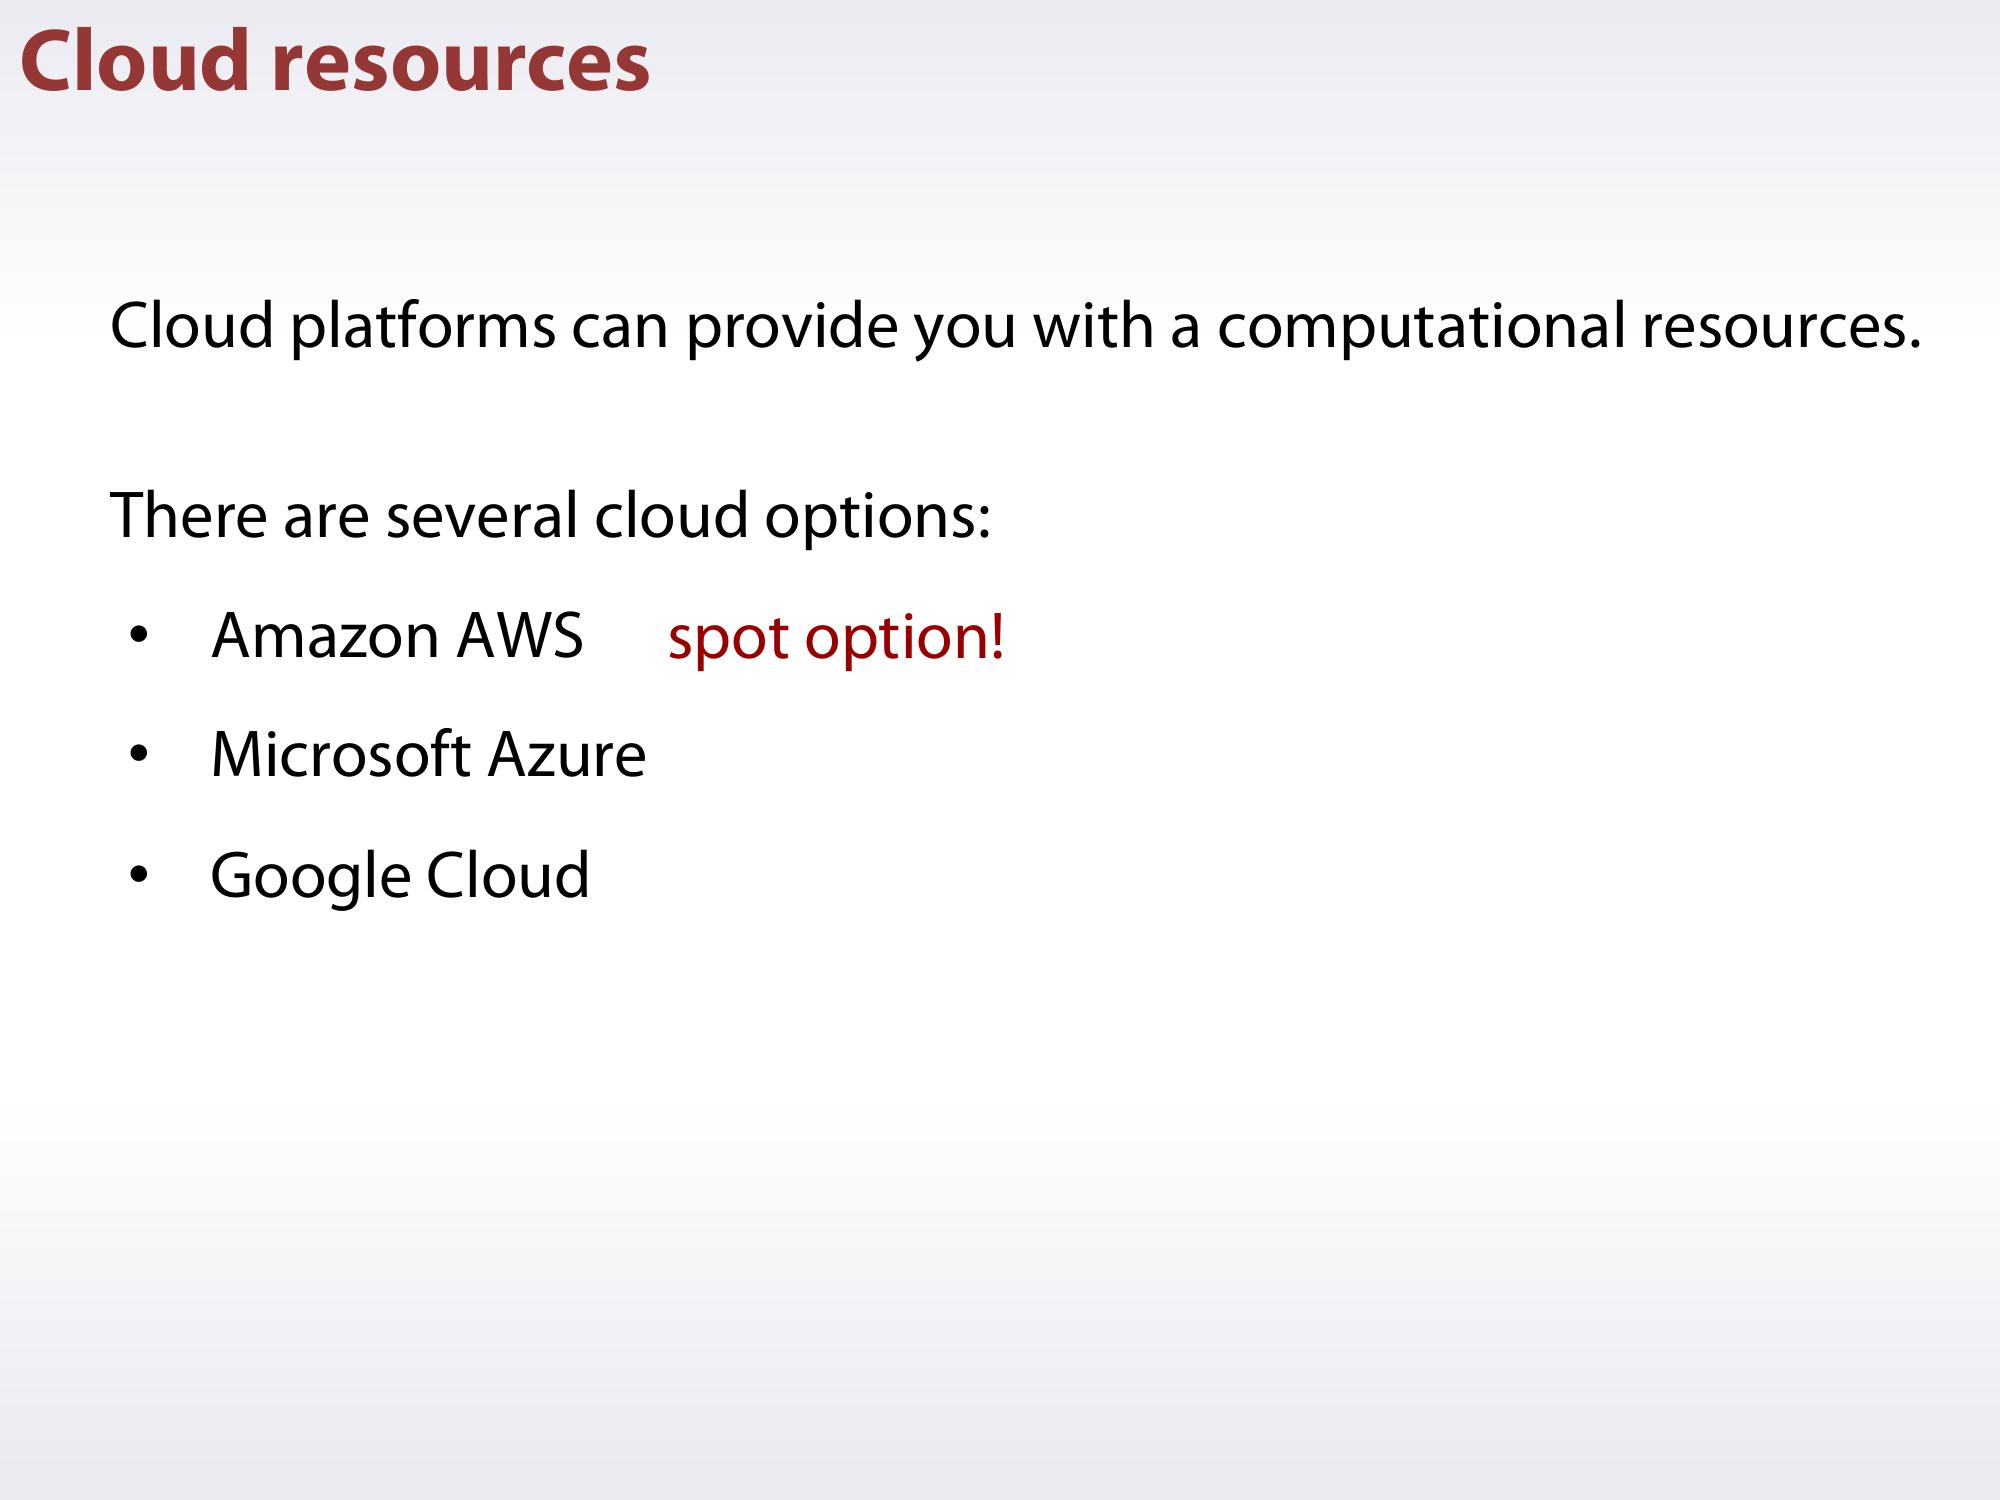 Cloud resources
Cloud platforms can provide you with a computational resources.
There are several cloud options:
• Amazon AWS spot option!
• Microsoft Azure
• Google Cloud